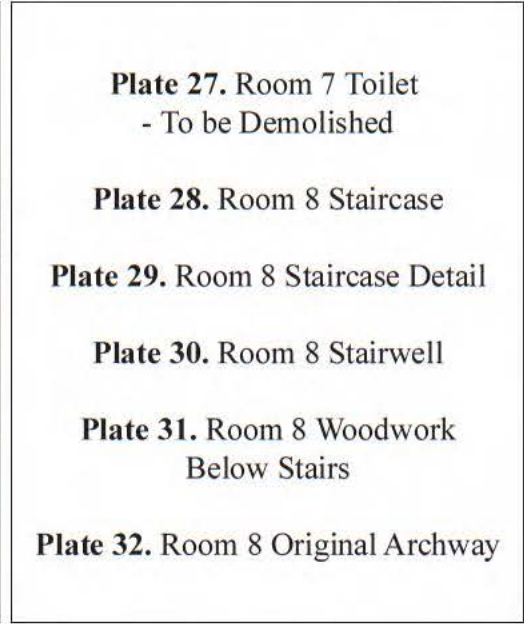 Plate 27. Room 7 Toilet
- To be Demolished
Plate 28. Room 8 Staircase
Plate 29. Room 8 Staircase Detail
Plate 30. Room 8 Stairwell
Plate 31. Room 8 Woodwork
Below Stairs
Plate 32. Room 8 Original Archway